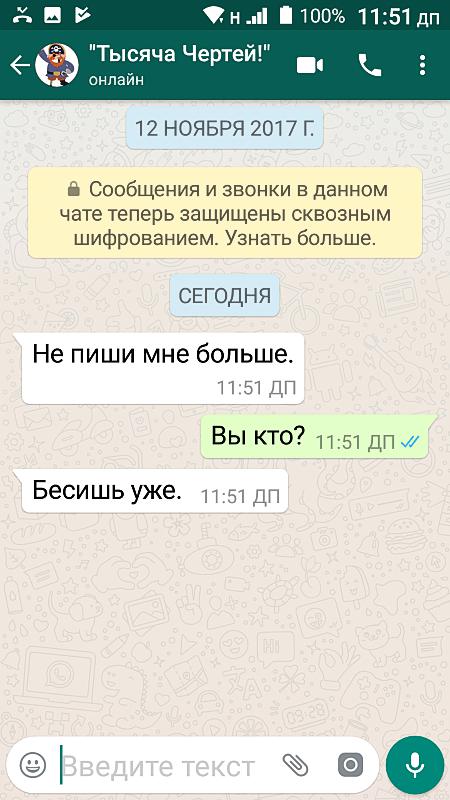 H 100% 11:51 ДП
"Тысяча Чертей!"
онлайн
12 НОЯБРЯ 2017 Г.
Сообщения и звонки в данном
чате теперь защищены сквозным
шифрованием. Узнать больше.
СЕГОДНЯ
Не пиши мне больше.
11:51 ДП
Вы кто? 11:51 ДП
Бесишь уже. 11:51 ДП
Введите текст